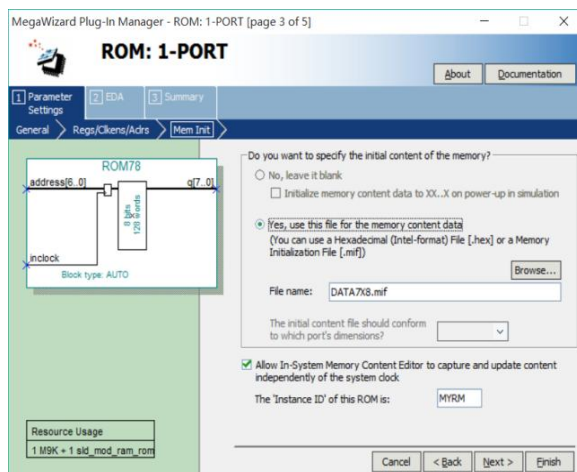 MegaWizard Plug-In Manager - ROM: 1-PORT [page 3 of 5]
ROM: 1-PORT
About
Documentation
1 Parameter Settings
2 EDA
3 Summary
General
Regs/Clkens/Adrs
Mem Init
ROM78
address[6..0]
q[7..0]
8 bits
128 words
inclock
Block type: AUTO
Resource Usage
1 M9K + 1 sld_mod_ram_rom
Do you want to specify the initial content of the memory?
No, leave it blank
Initialize memory content data to XX..X on power-up in simulation
Yes, use this file for the memory content data
(You can use a Hexadecimal (Intel-format) File [.hex] or a Memory
Initialization File [.mif])
Browse...
File name: DATA7X8.mif
The initial content file should conform
to which port's dimensions?
Allow In-System Memory Content Editor to capture and update content
independently of the system clock
The 'Instance ID' of this ROM is: MYRM
Cancel
< Back
Next >
Finish